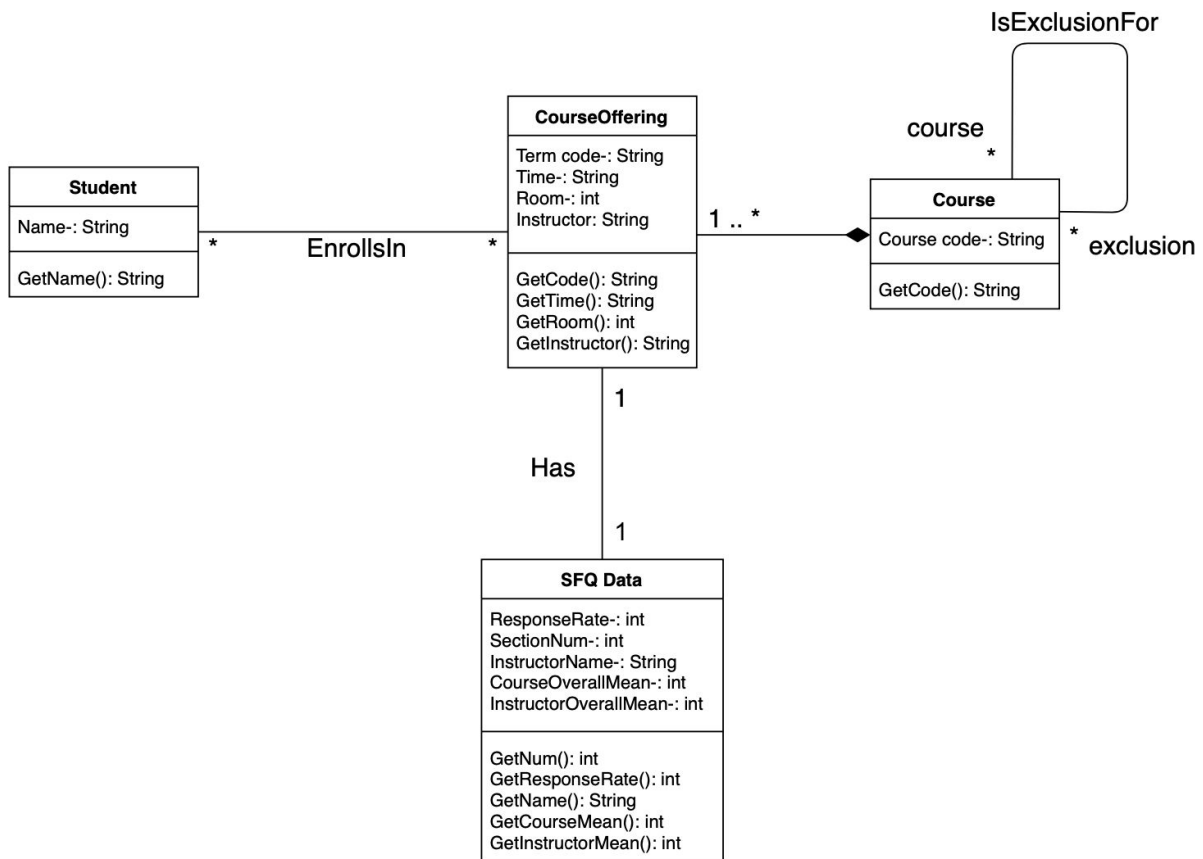 IsExclusionFor
course
*
CourseOffering
Term code-: String
Time-: String
Room-: int
Instructor: String
GetCode(): String
GetTime(): String
GetRoom(): int
GetInstructor(): String
Student
Name-: String
GetName(): String
*
EnrollsIn
*
1 .. *
Course
Course code-: String
GetCode(): String
*
exclusion
1
Has
1
SFQ Data
ResponseRate-: int
SectionNum-: int
InstructorName-: String
CourseOverallMean-: int
InstructorOverallMean-: int
GetNum(): int
GetResponseRate(): int
GetName(): String
GetCourseMean(): int
GetInstructorMean(): int